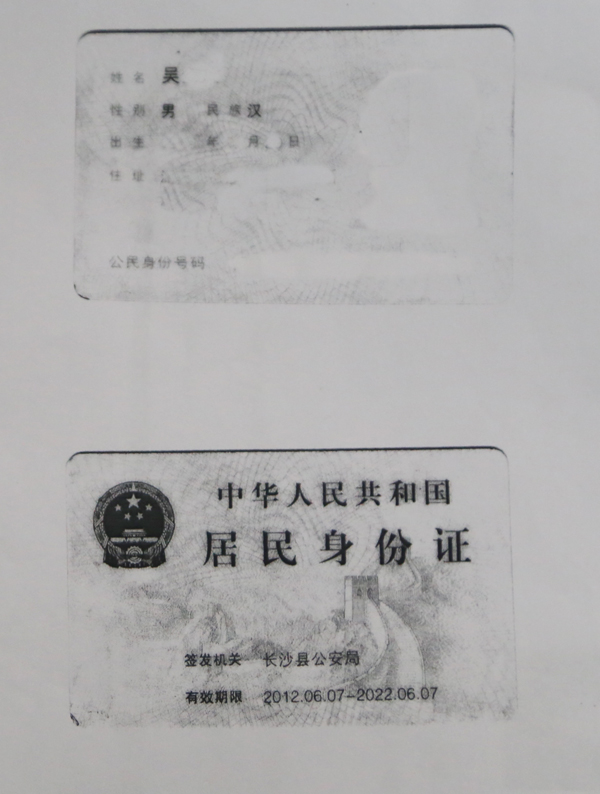 姓名 吴
性别 男 民族 汉
出生 年 月 日
住址
公民身份号码
中华人民共和国
居民身份证
签发机关 长沙县公安局
有效期限 2012.06.07-2022.06.07